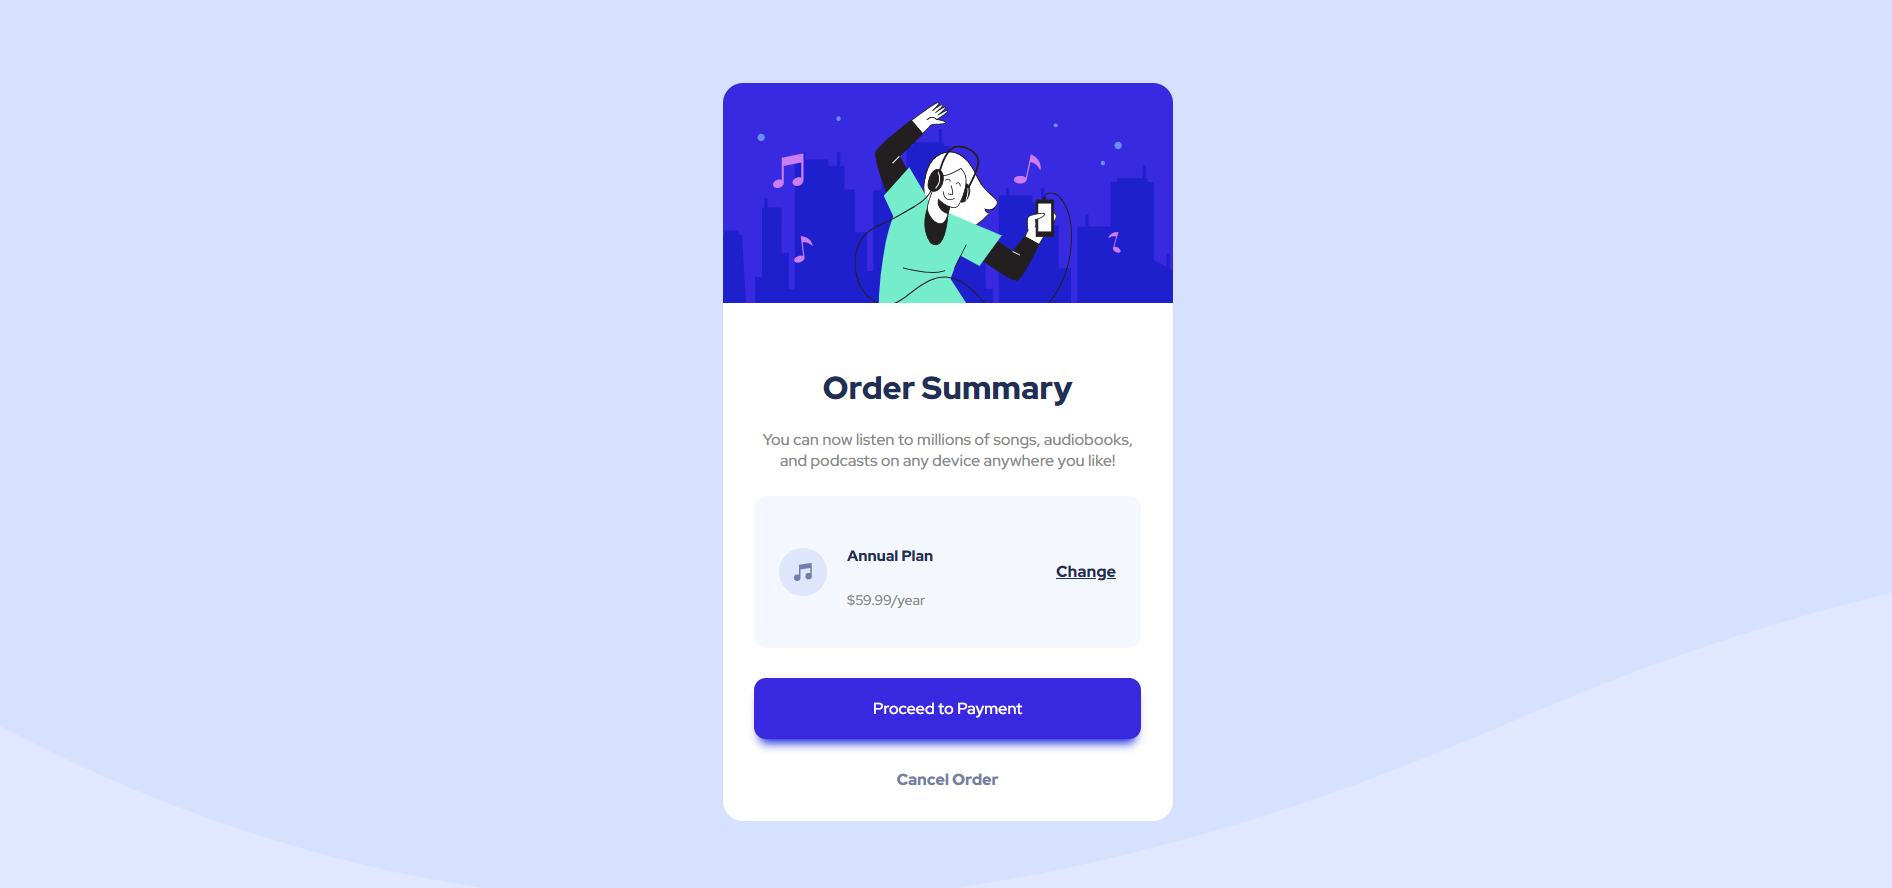 Order Summary
You can now listen to millions of songs, audiobooks,
and podcasts on any device anywhere you like!
Annual Plan
Change
$59.99/year
Proceed to Payment
Cancel Order